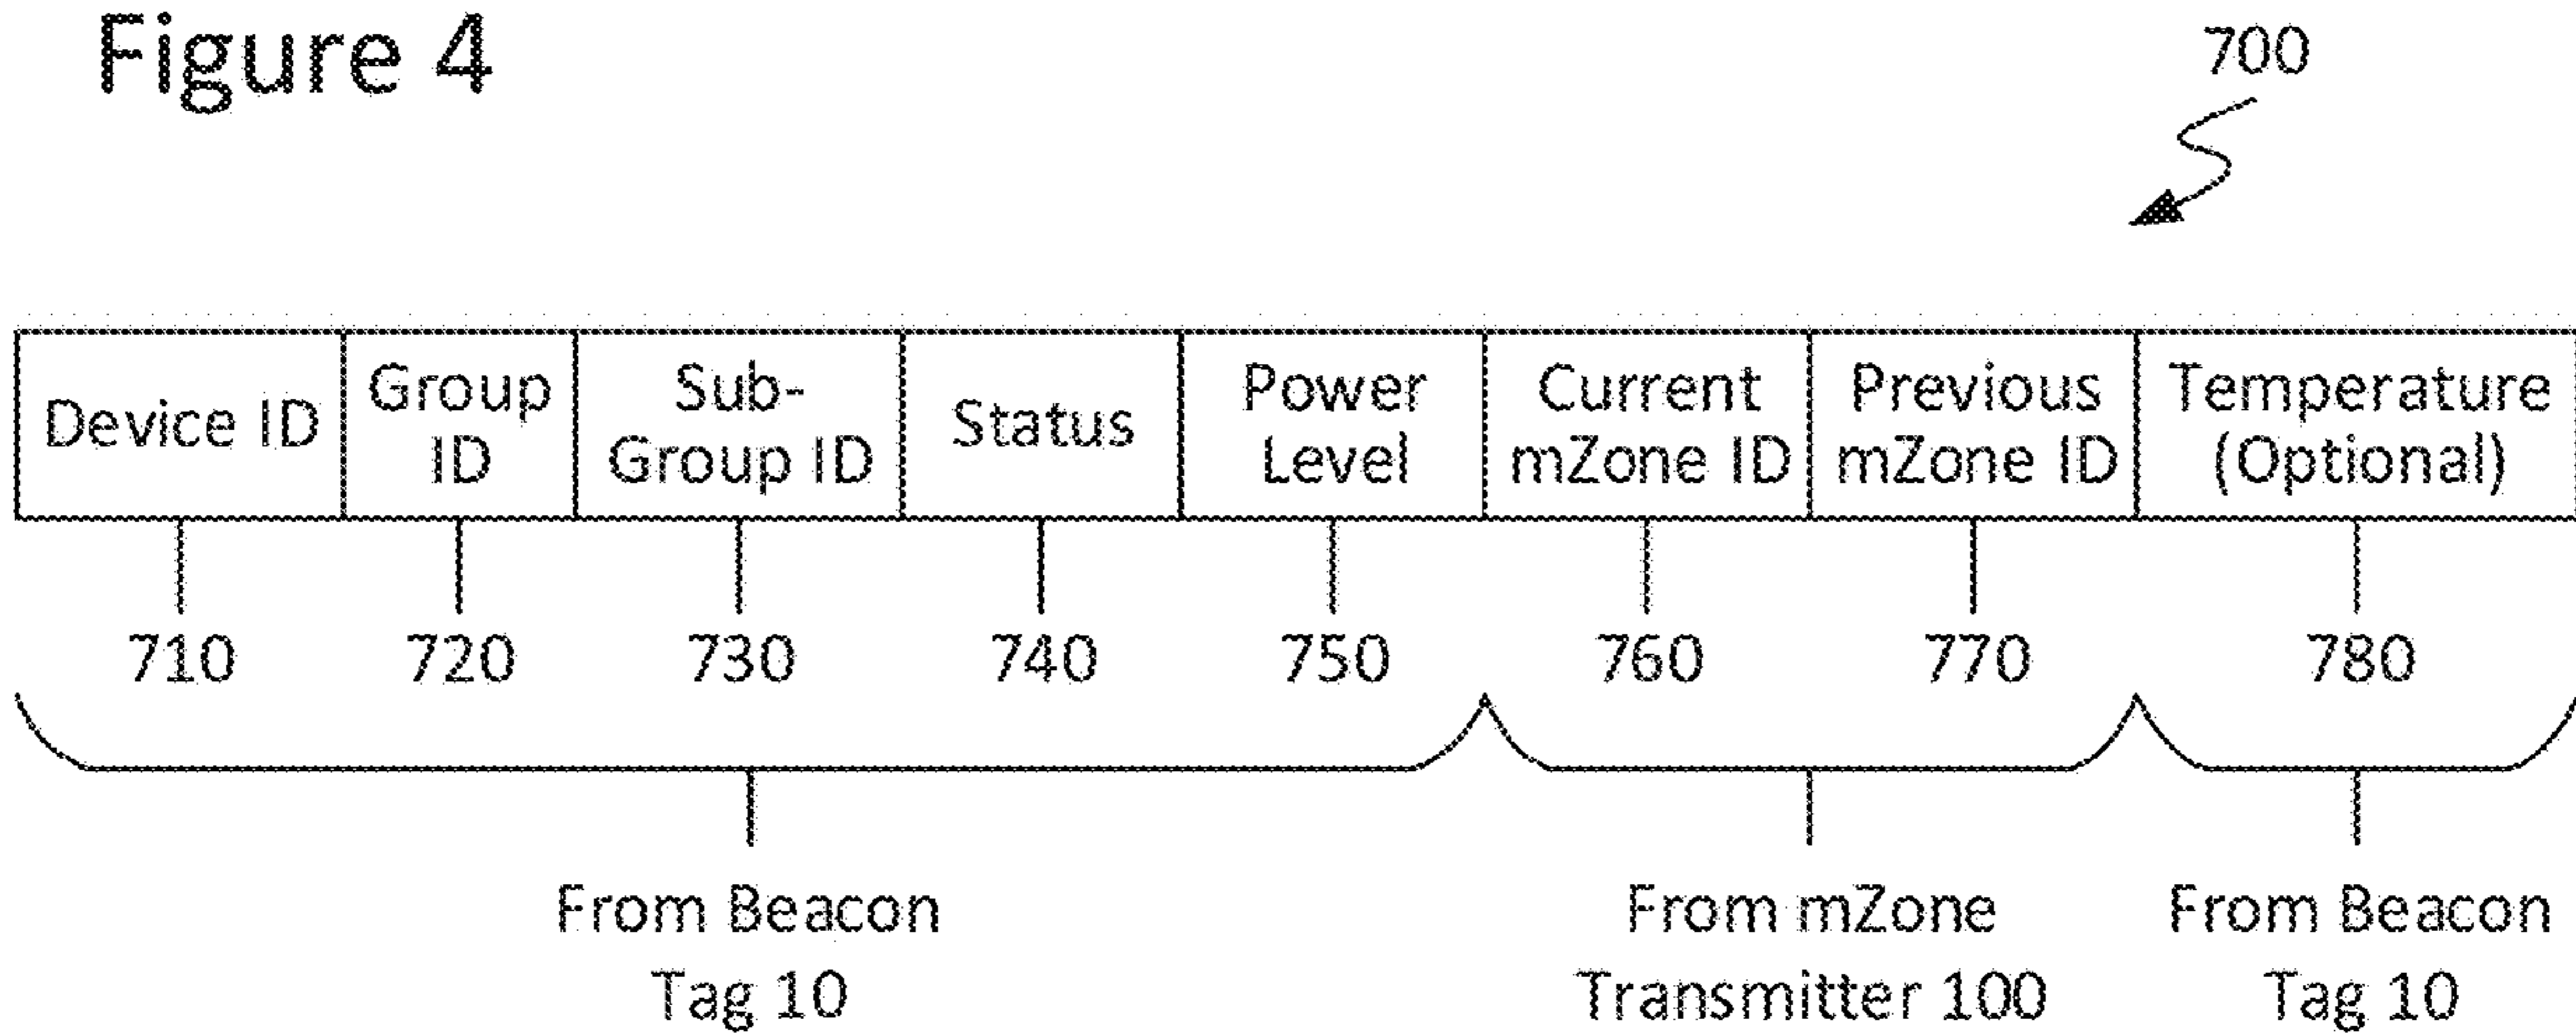 Figure 4
700
Device ID
Group
ID
Sub-
Group ID
Status
Power
Level
Current
mZone ID
Previous
mZone ID
Temperature
(Optional)
710
720
730
740
750
760
770
780
From Beacon
Tag 10
From mZone
Transmitter 100
From Beacon
Tag 10